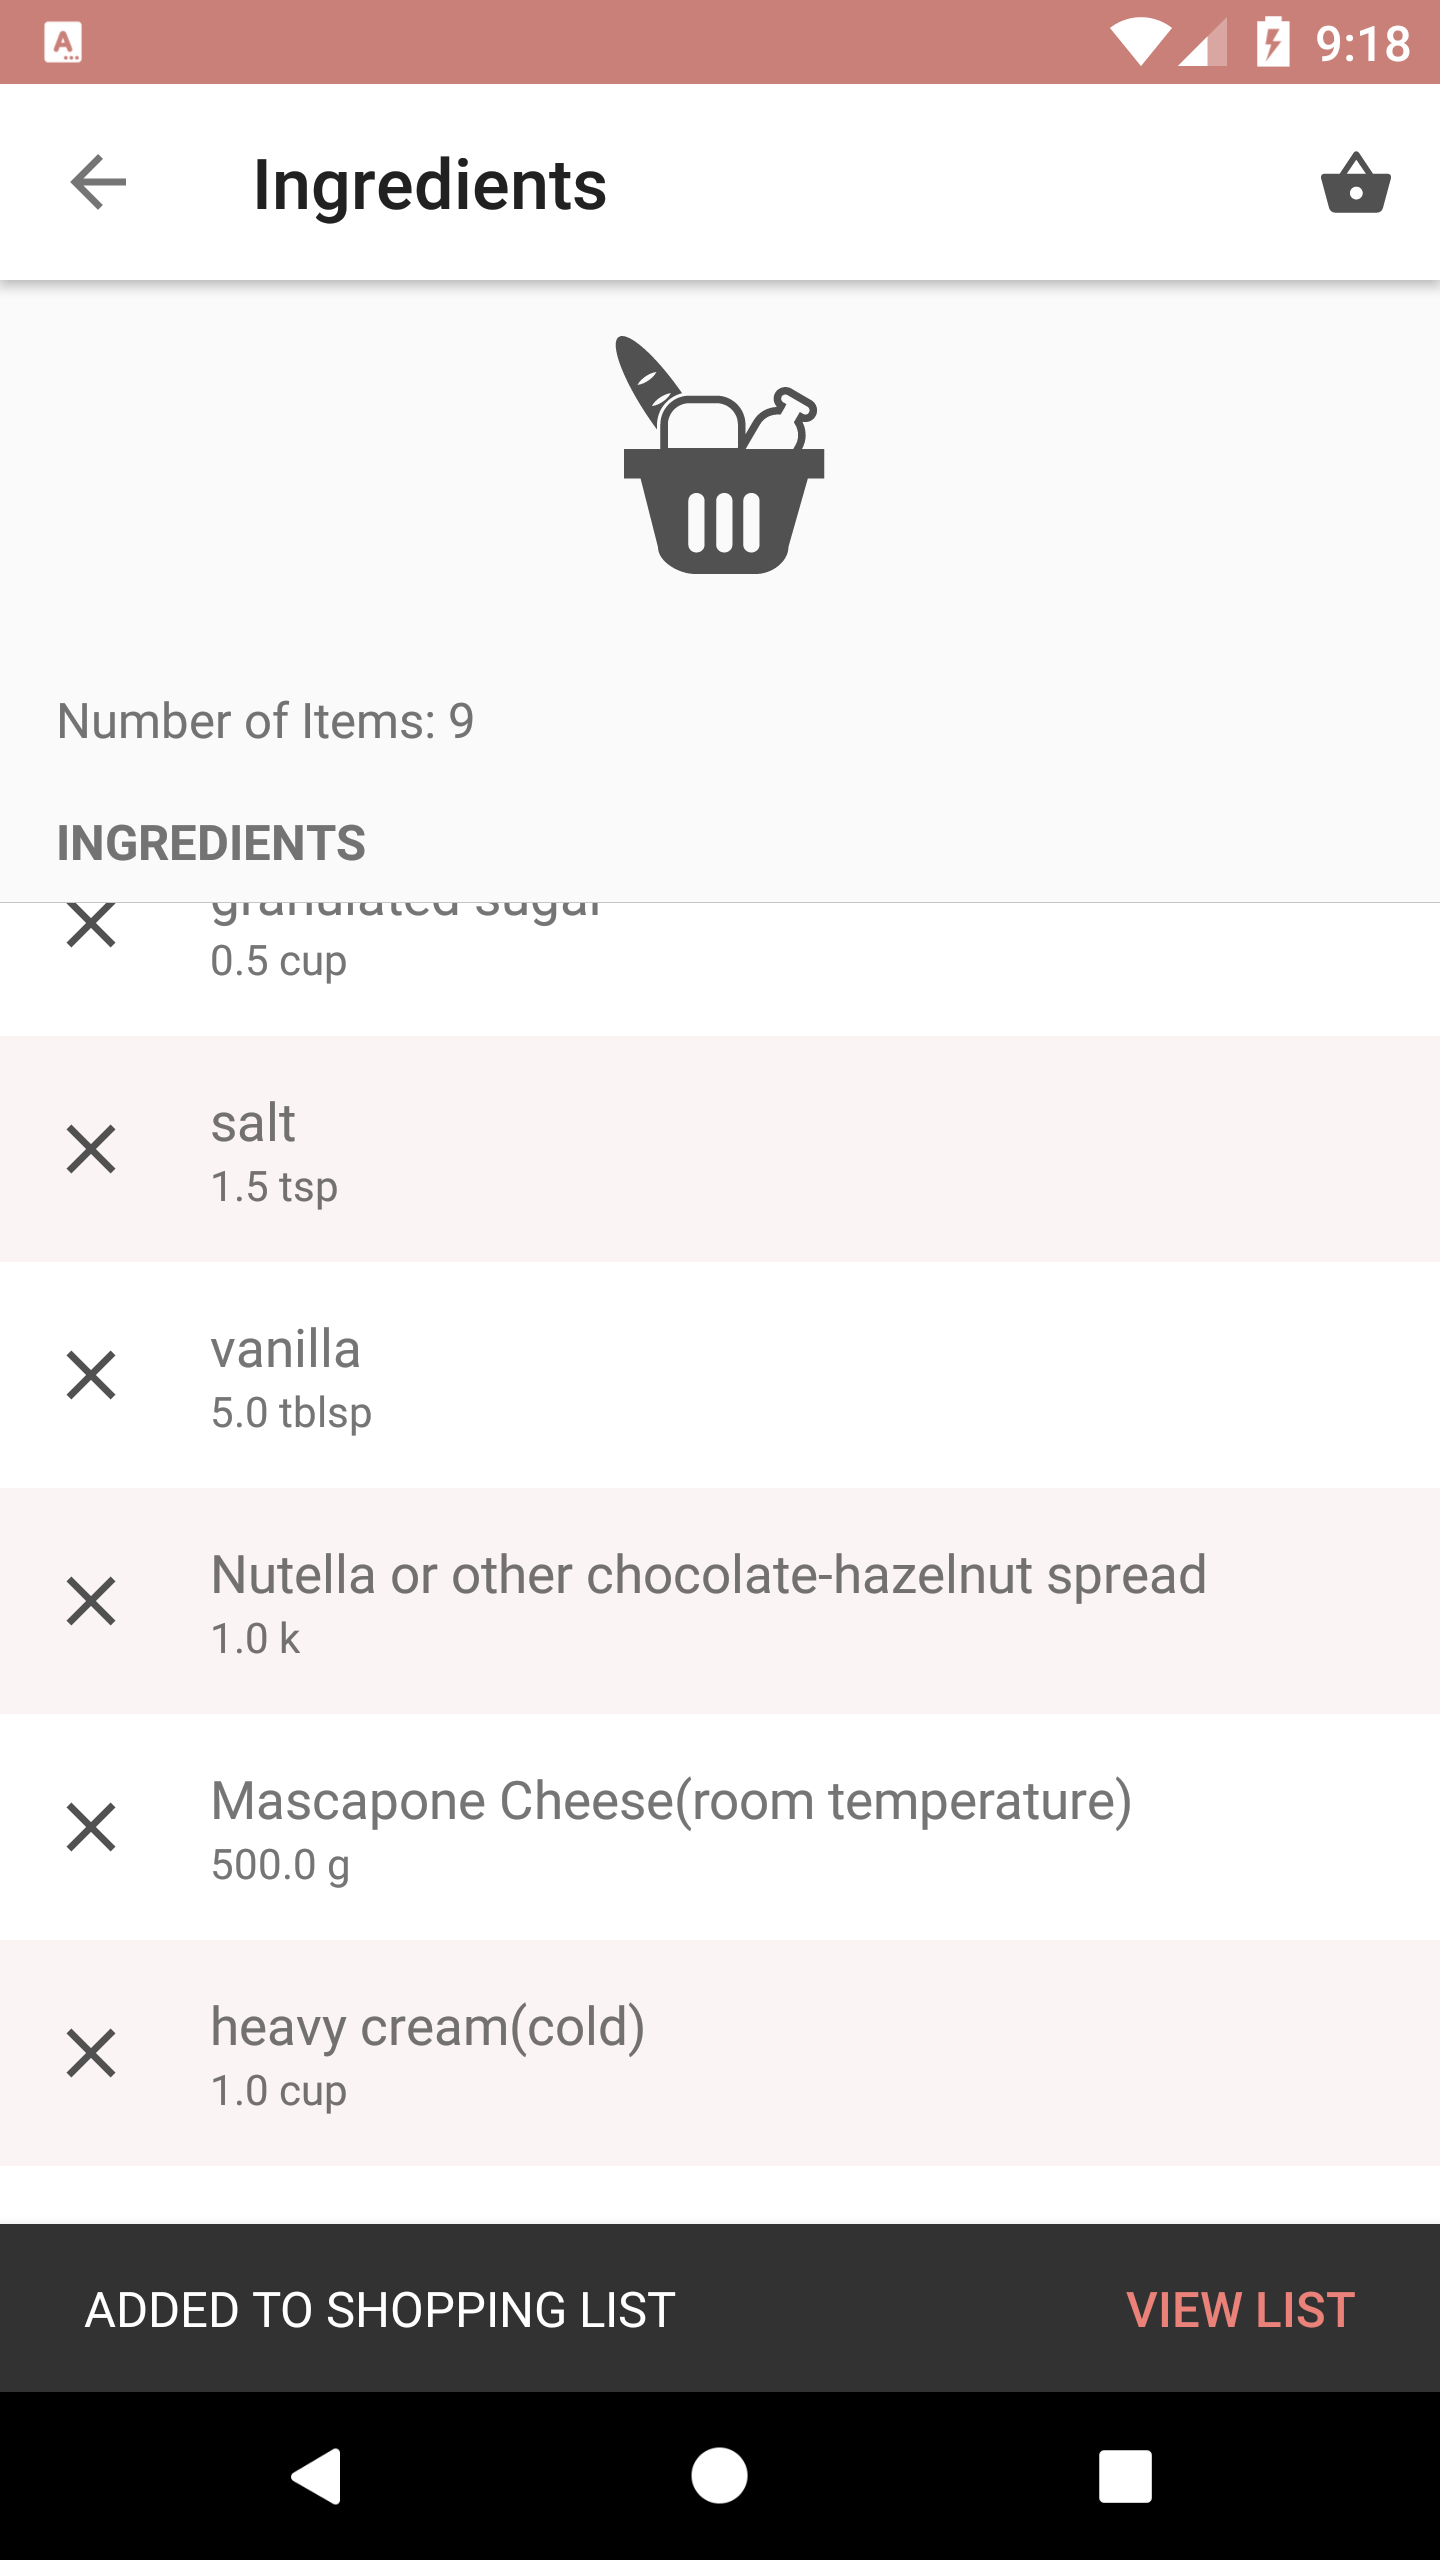 9:18
Ingredients
Number of Items: 9
INGREDIENTS
granulated sugar
0.5 cup
salt
1.5 tsp
vanilla
5.0 tblsp
Nutella or other chocolate-hazelnut spread
1.0 k
Mascapone Cheese(room temperature)
500.0 g
heavy cream(cold)
1.0 cup
ADDED TO SHOPPING LIST VIEW LIST